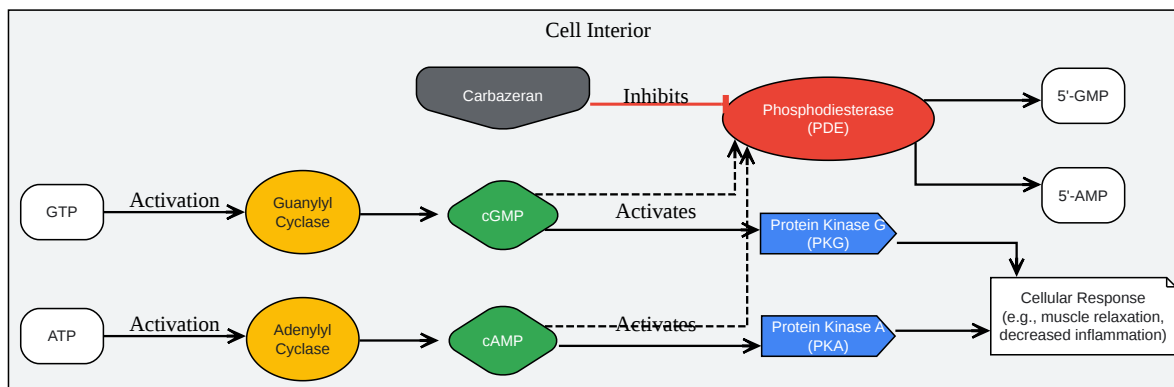 Cell Interior
Carbazeran
Inhibits
Phosphodiesterase
(PDE)
5'-GMP
5'-AMP
GTP
Activation
Guanylyl
Cyclase
cGMP
Activates
Protein Kinase G
(PKG)
ATP
Activation
Adenylyl
Cyclase
cAMP
Activates
Protein Kinase A
(PKA)
Cellular Response
(e.g., muscle relaxation,
decreased inflammation)